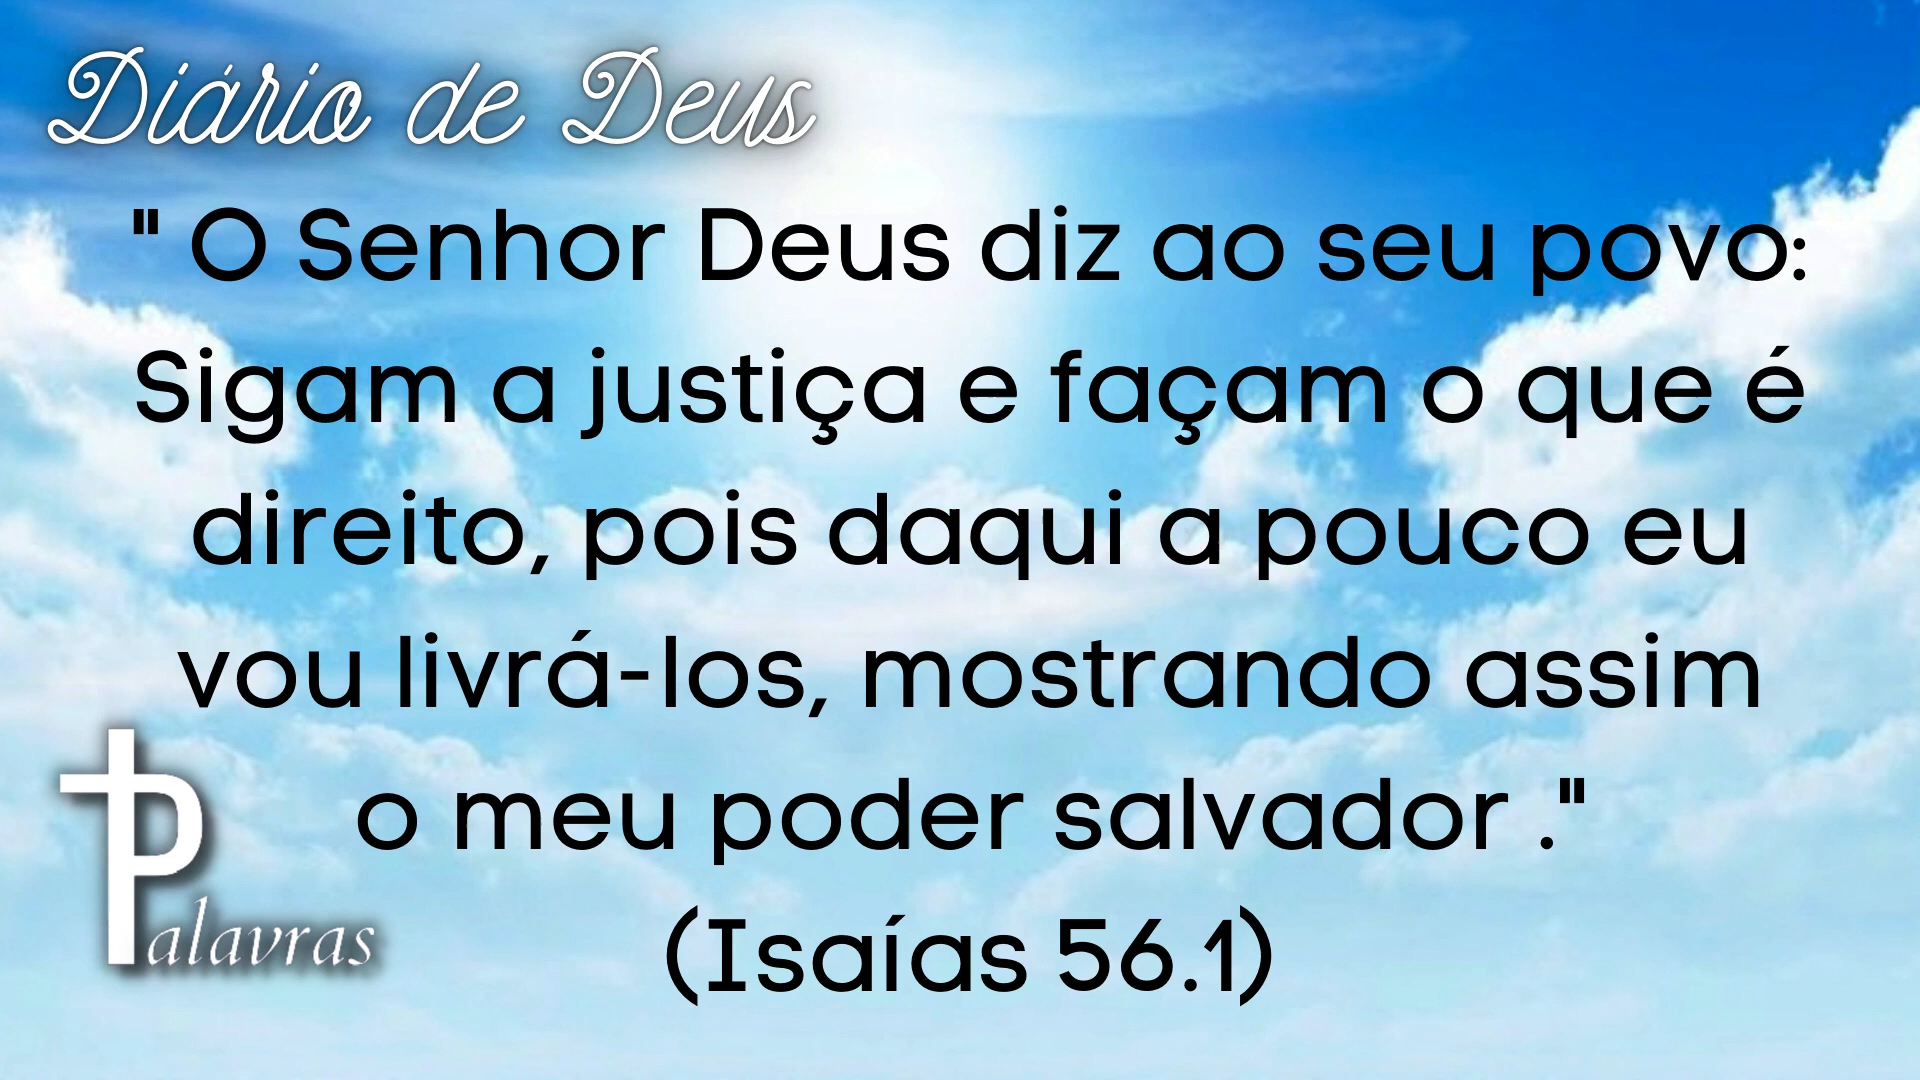 Diário de Deus
" O Senhor Deus diz ao seu povo:
Sigam a justiça e façam o que é
direito, pois daqui a pouco eu
vou livrá-los, mostrando assim
o meu poder salvador ."
(Isaías 56.1)
Palavras